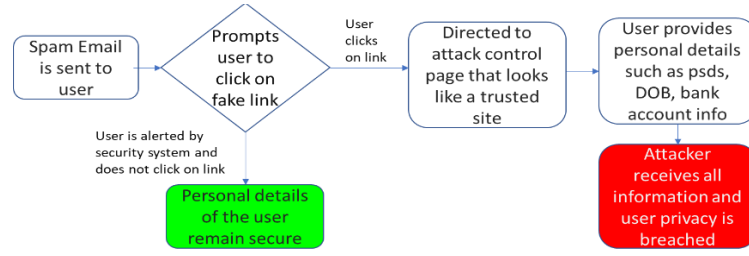 Spam Email
is sent to
user
Prompts
user to
click on
fake link
User
clicks
on link
Directed to
attack control
page that looks
like a trusted
site
User provides
personal details
such as psds,
DOB, bank
account info
User is alerted by
security system and
does not click on link
Personal details
of the user
remain secure
Attacker
receives all
information and
user privacy is
breached